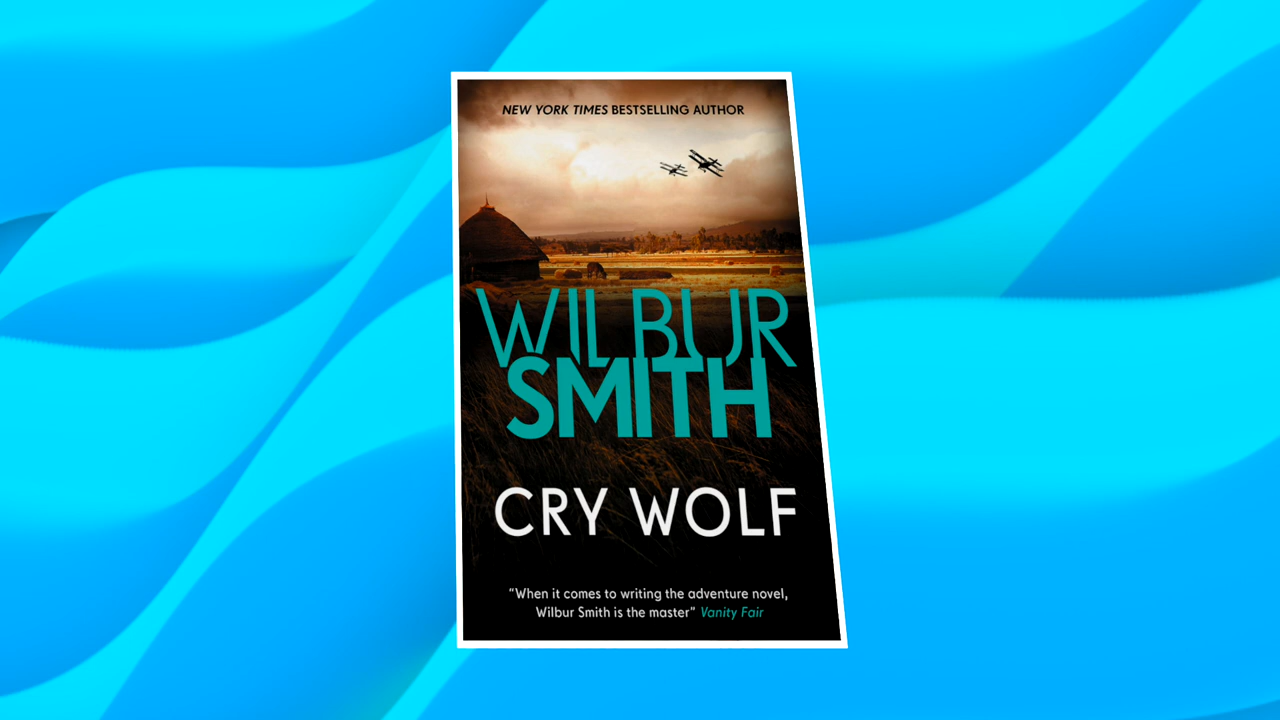 NEW YORK TIMES BESTSELLING AUTHOR
WILBUR
SMITH
CRY WOLF
"When it comes to writing the adventure novel,
Wilbur Smith is the master" Vanity Fair